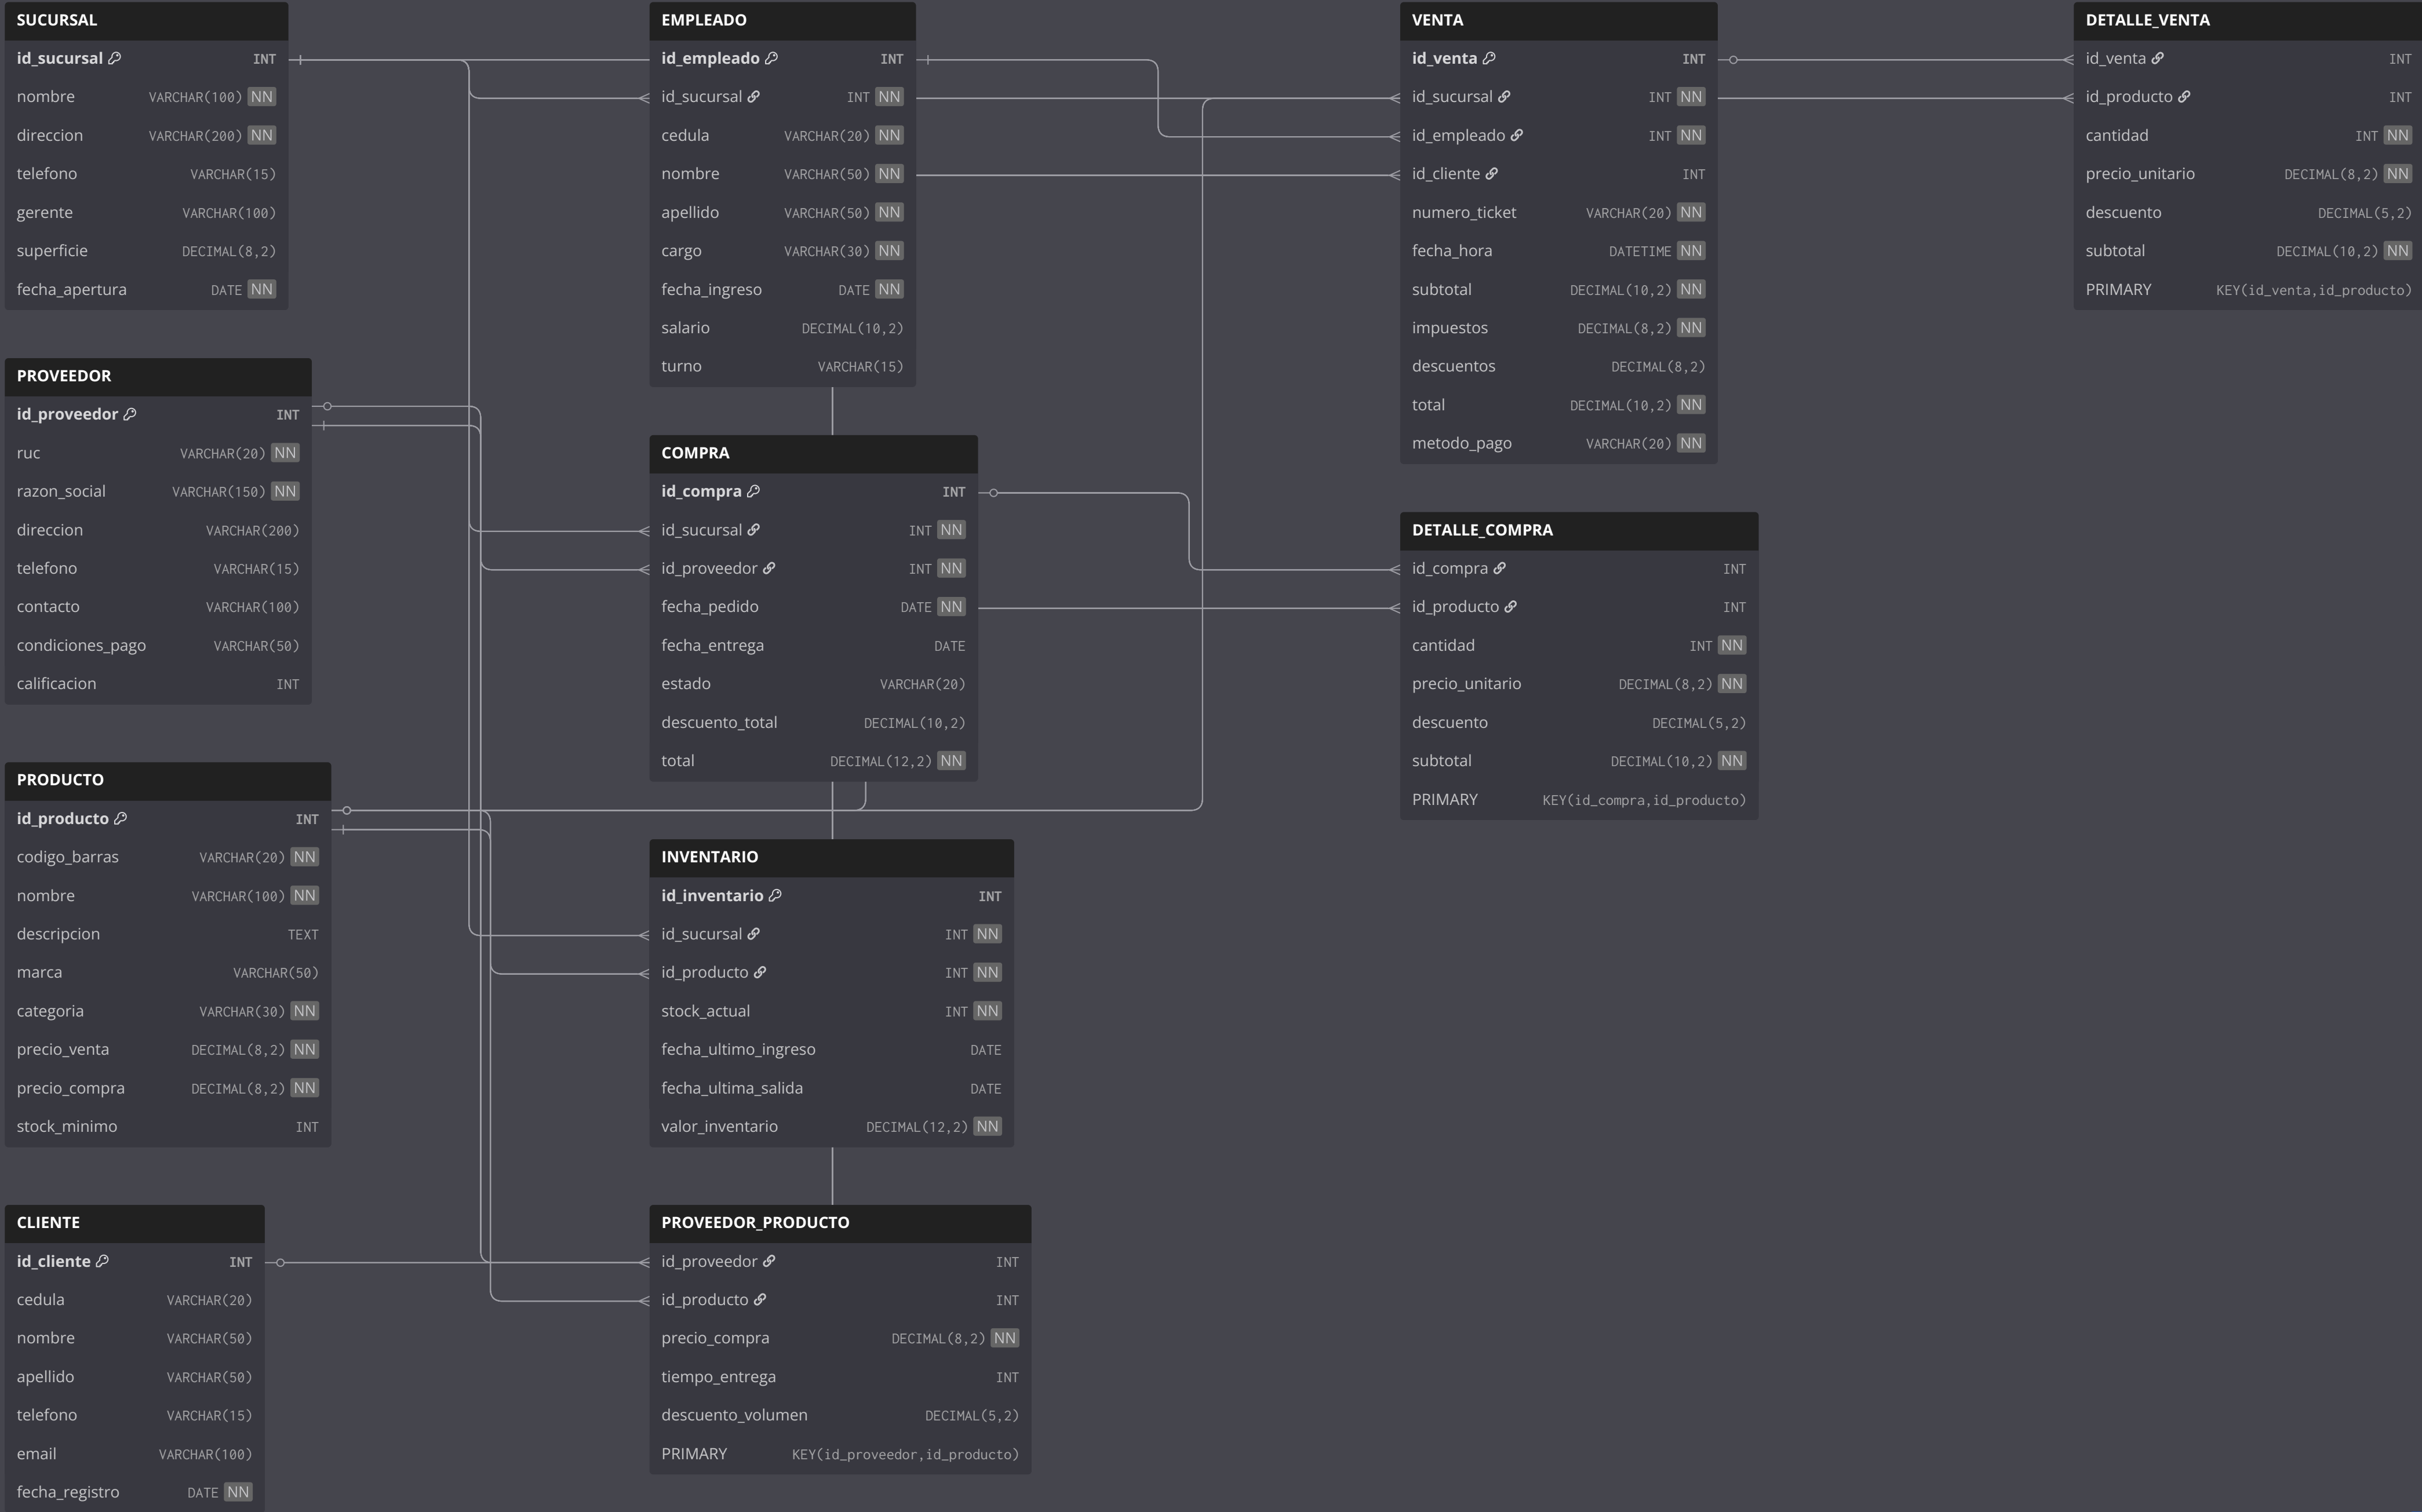 SUCURSAL
id_sucursal INT
nombre VARCHAR(100) NN
direccion VARCHAR(200) NN
telefono VARCHAR(15)
gerente VARCHAR(100)
superficie DECIMAL(8,2)
fecha_apertura DATE NN
PROVEEDOR
id_proveedor INT
ruc VARCHAR(20) NN
razon_social VARCHAR(150) NN
direccion VARCHAR(200)
telefono VARCHAR(15)
contacto VARCHAR(100)
condiciones_pago VARCHAR(50)
calificacion INT
PRODUCTO
id_producto INT
codigo_barras VARCHAR(20) NN
nombre VARCHAR(100) NN
descripcion TEXT
marca VARCHAR(50)
categoria VARCHAR(30) NN
precio_venta DECIMAL(8,2) NN
precio_compra DECIMAL(8,2) NN
stock_minimo INT
CLIENTE
id_cliente INT
cedula VARCHAR(20)
nombre VARCHAR(50)
apellido VARCHAR(50)
telefono VARCHAR(15)
email VARCHAR(100)
fecha_registro DATE NN
EMPLEADO
id_empleado INT
id_sucursal INT NN
cedula VARCHAR(20) NN
nombre VARCHAR(50) NN
apellido VARCHAR(50) NN
cargo VARCHAR(30) NN
fecha_ingreso DATE NN
salario DECIMAL(10,2)
turno VARCHAR(15)
COMPRA
id_compra INT
id_sucursal INT NN
id_proveedor INT NN
fecha_pedido DATE NN
fecha_entrega DATE
estado VARCHAR(20)
descuento_total DECIMAL(10,2)
total DECIMAL(12,2) NN
INVENTARIO
id_inventario INT
id_sucursal INT NN
id_producto INT NN
stock_actual INT NN
fecha_ultimo_ingreso DATE
fecha_ultima_salida DATE
valor_inventario DECIMAL(12,2) NN
PROVEEDOR_PRODUCTO
id_proveedor INT
id_producto INT
precio_compra DECIMAL(8,2) NN
tiempo_entrega INT
descuento_volumen DECIMAL(5,2)
PRIMARY KEY(id_proveedor,id_producto)
VENTA
id_venta INT
id_sucursal INT NN
id_empleado INT NN
id_cliente INT
numero_ticket VARCHAR(20) NN
fecha_hora DATETIME NN
subtotal DECIMAL(10,2) NN
impuestos DECIMAL(8,2) NN
descuentos DECIMAL(8,2)
total DECIMAL(10,2) NN
metodo_pago VARCHAR(20) NN
DETALLE_COMPRA
id_compra INT
id_producto INT
cantidad INT NN
precio_unitario DECIMAL(8,2) NN
descuento DECIMAL(5,2)
subtotal DECIMAL(10,2) NN
PRIMARY KEY(id_compra,id_producto)
DETALLE_VENTA
id_venta INT
id_producto INT
cantidad INT NN
precio_unitario DECIMAL(8,2) NN
descuento DECIMAL(5,2)
subtotal DECIMAL(10,2) NN
PRIMARY KEY(id_venta,id_producto)